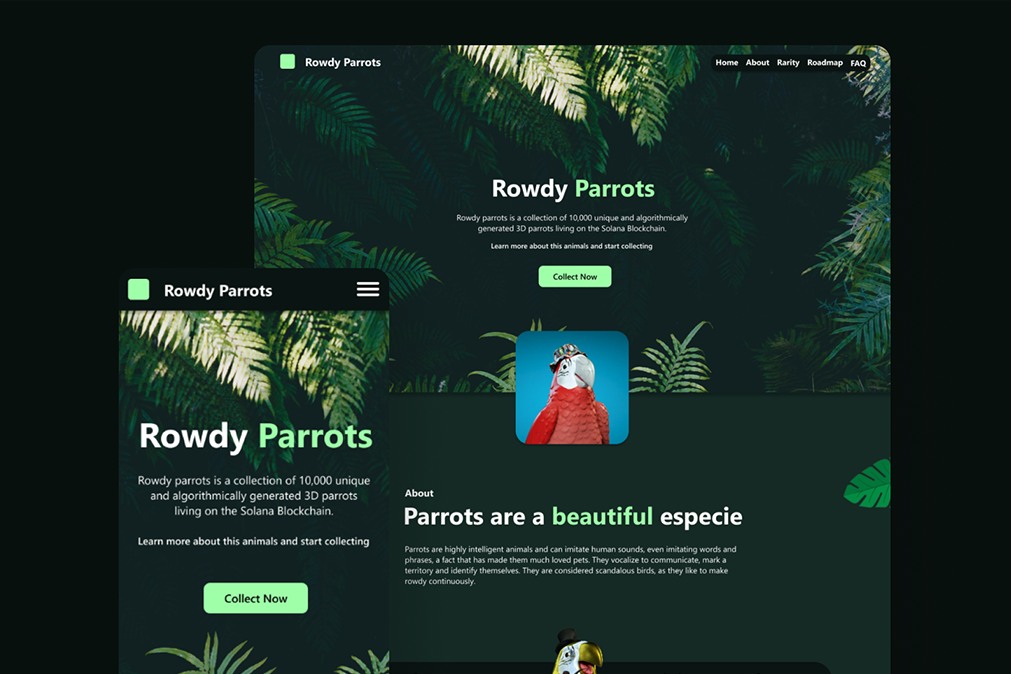 Rowdy Parrots
Home About Rarity Roadmap FAQ
Rowdy Parrots
Rowdy parrots is a collection of 10,000 unique and algorithmically
generated 3D parrots living on the Solana Blockchain.
Learn more about this animals and start collecting
Collect Now
About
Parrots are a beautiful especie
Parrots are highly intelligent animals and can imitate human sounds, even imitating words and
phrases, a fact that has made them much loved pets. They vocalize to communicate, mark a
territory and identify themselves. They are considered scandalous birds, as they like to make
rowdy continuously.
Rowdy Parrots
Rowdy Parrots
Rowdy parrots is a collection of 10,000 unique
and algorithmically generated 3D parrots
living on the Solana Blockchain.
Learn more about this animals and start collecting
Collect Now